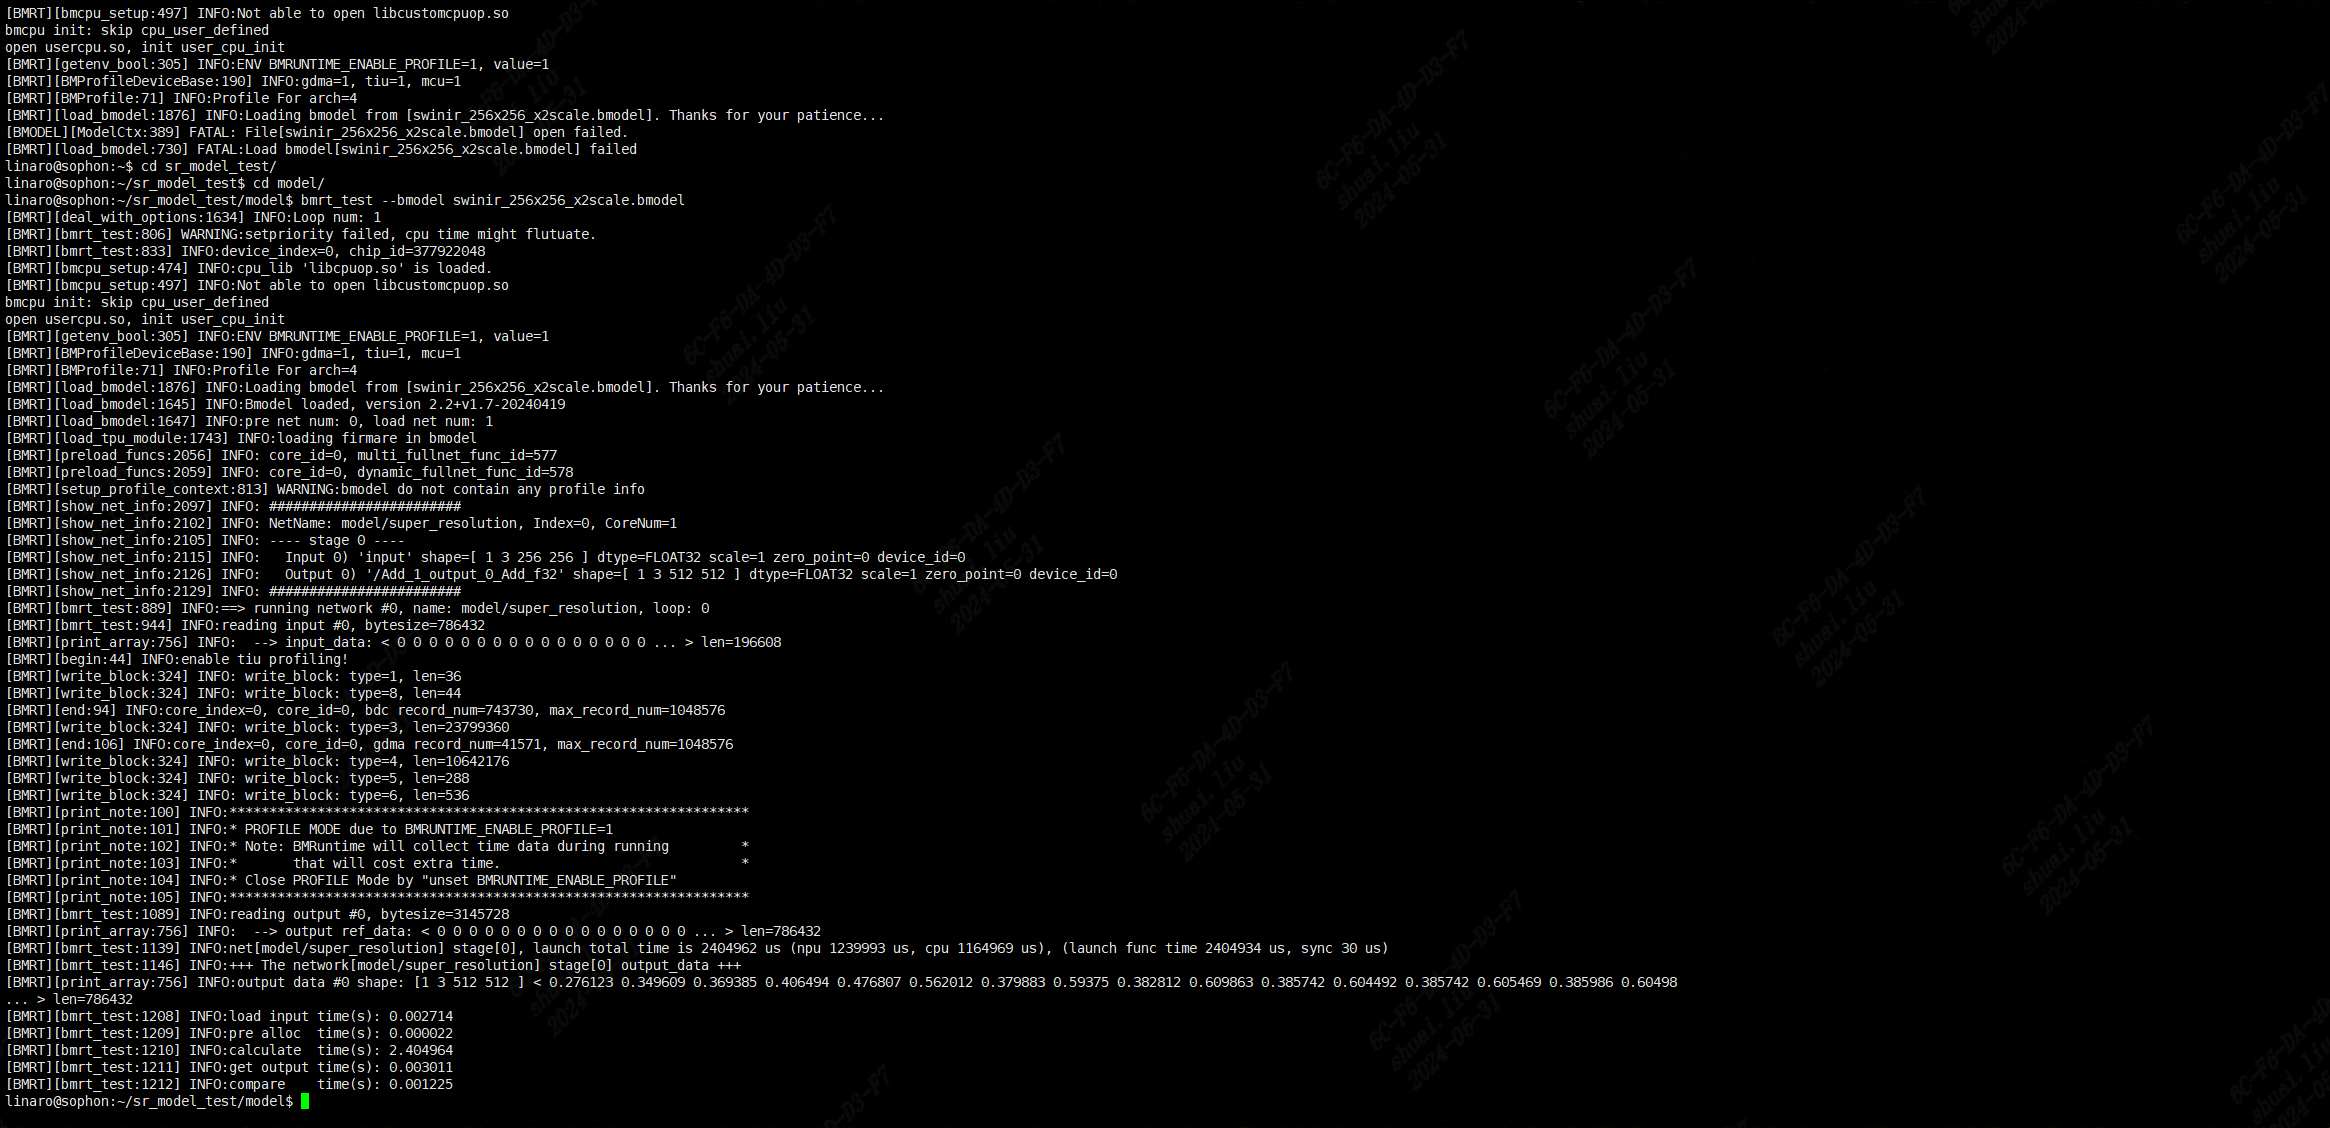 [BMRT][bmcpu_setup:497] INFO:Not able to open libcustomcpuop.so
bmcpu init: skip cpu_user_defined
open usercpu.so, init user_cpu_init
[BMRT][getenv_bool:305] INFO:ENV BMRUNTIME_ENABLE_PROFILE=1, value=1
[BMRT][BMProfileDeviceBase:190] INFO:gdma=1, tiu=1, mcu=1
[BMRT][BMProfile:71] INFO:Profile For arch=4
[BMRT][load_bmodel:1876] INFO:Loading bmodel from [swinir_256x256_x2scale.bmodel]. Thanks for your patience...
[BMODEL][ModelCtx:389] FATAL: File[swinir_256x256_x2scale.bmodel] open failed.
[BMRT][load_bmodel:730] FATAL:Load bmodel[swinir_256x256_x2scale.bmodel] failed
linaro@sophon:~$ cd sr_model_test/
linaro@sophon:~/sr_model_test$ cd model/
linaro@sophon:~/sr_model_test/model$ bmrt_test --bmodel swinir_256x256_x2scale.bmodel
[BMRT][deal_with_options:1634] INFO:Loop num: 1
[BMRT][bmrt_test:806] WARNING:setpriority failed, cpu time might flutuate.
[BMRT][bmrt_test:833] INFO:device_index=0, chip_id=377922048
[BMRT][bmcpu_setup:474] INFO:cpu_lib 'libcpuop.so' is loaded.
[BMRT][bmcpu_setup:497] INFO:Not able to open libcustomcpuop.so
bmcpu init: skip cpu_user_defined
open usercpu.so, init user_cpu_init
[BMRT][getenv_bool:305] INFO:ENV BMRUNTIME_ENABLE_PROFILE=1, value=1
[BMRT][BMProfileDeviceBase:190] INFO:gdma=1, tiu=1, mcu=1
[BMRT][BMProfile:71] INFO:Profile For arch=4
[BMRT][load_bmodel:1876] INFO:Loading bmodel from [swinir_256x256_x2scale.bmodel]. Thanks for your patience...
[BMRT][load_bmodel:1645] INFO:Bmodel loaded, version 2.2+v1.7-20240419
[BMRT][load_bmodel:1647] INFO:pre net num: 0, load net num: 1
[BMRT][load_tpu_module:1743] INFO:loading firmare in bmodel
[BMRT][preload_funcs:2056] INFO: core_id=0, multi_fullnet_func_id=577
[BMRT][preload_funcs:2059] INFO: core_id=0, dynamic_fullnet_func_id=578
[BMRT][setup_profile_context:813] WARNING:bmodel do not contain any profile info
[BMRT][show_net_info:2097] INFO: ########################
[BMRT][show_net_info:2102] INFO: NetName: model/super_resolution, Index=0, CoreNum=1
[BMRT][show_net_info:2105] INFO: ---- stage 0 ----
[BMRT][show_net_info:2115] INFO:   Input 0) 'input' shape=[ 1 3 256 256 ] dtype=FLOAT32 scale=1 zero_point=0 device_id=0
[BMRT][show_net_info:2126] INFO:   Output 0) '/Add_1_output_0_Add_f32' shape=[ 1 3 512 512 ] dtype=FLOAT32 scale=1 zero_point=0 device_id=0
[BMRT][show_net_info:2129] INFO: ########################
[BMRT][bmrt_test:889] INFO:==> running network #0, name: model/super_resolution, loop: 0
[BMRT][bmrt_test:944] INFO:reading input #0, bytesize=786432
[BMRT][print_array:756] INFO:  --> input_data: < 0 0 0 0 0 0 0 0 0 0 0 0 0 0 0 0 ... > len=196608
[BMRT][begin:44] INFO:enable tiu profiling!
[BMRT][write_block:324] INFO: write_block: type=1, len=36
[BMRT][write_block:324] INFO: write_block: type=8, len=44
[BMRT][end:94] INFO:core_index=0, core_id=0, bdc record_num=743730, max_record_num=1048576
[BMRT][write_block:324] INFO: write_block: type=3, len=23799360
[BMRT][end:106] INFO:core_index=0, core_id=0, gdma record_num=41571, max_record_num=1048576
[BMRT][write_block:324] INFO: write_block: type=4, len=10642176
[BMRT][write_block:324] INFO: write_block: type=5, len=288
[BMRT][write_block:324] INFO: write_block: type=6, len=536
[BMRT][print_note:100] INFO:*****************************************************************
[BMRT][print_note:101] INFO:* PROFILE MODE due to BMRUNTIME_ENABLE_PROFILE=1
[BMRT][print_note:102] INFO:* Note: BMRuntime will collect time data during running         *
[BMRT][print_note:103] INFO:*       that will cost extra time.                              *
[BMRT][print_note:104] INFO:* Close PROFILE Mode by "unset BMRUNTIME_ENABLE_PROFILE"
[BMRT][print_note:105] INFO:*****************************************************************
[BMRT][bmrt_test:1089] INFO:reading output #0, bytesize=3145728
[BMRT][print_array:756] INFO:  --> output ref_data: < 0 0 0 0 0 0 0 0 0 0 0 0 0 0 0 0 ... > len=786432
[BMRT][bmrt_test:1139] INFO:net[model/super_resolution] stage[0], launch total time is 2404962 us (npu 1239993 us, cpu 1164969 us), (launch func time 2404934 us, sync 30 us)
[BMRT][bmrt_test:1146] INFO:+++ The network[model/super_resolution] stage[0] output_data +++
[BMRT][print_array:756] INFO:output data #0 shape: [1 3 512 512 ] < 0.276123 0.349609 0.369385 0.406494 0.476807 0.562012 0.379883 0.59375 0.382812 0.609863 0.385742 0.604492 0.385742 0.605469 0.385986 0.60498
... > len=786432
[BMRT][bmrt_test:1208] INFO:load input time(s): 0.002714
[BMRT][bmrt_test:1209] INFO:pre alloc  time(s): 0.000022
[BMRT][bmrt_test:1210] INFO:calculate  time(s): 2.404964
[BMRT][bmrt_test:1211] INFO:get output time(s): 0.003011
[BMRT][bmrt_test:1212] INFO:compare    time(s): 0.001225
linaro@sophon:~/sr_model_test/model$
6C-F6-DA-4D-D3-F7
shuai.liu
2024-05-31